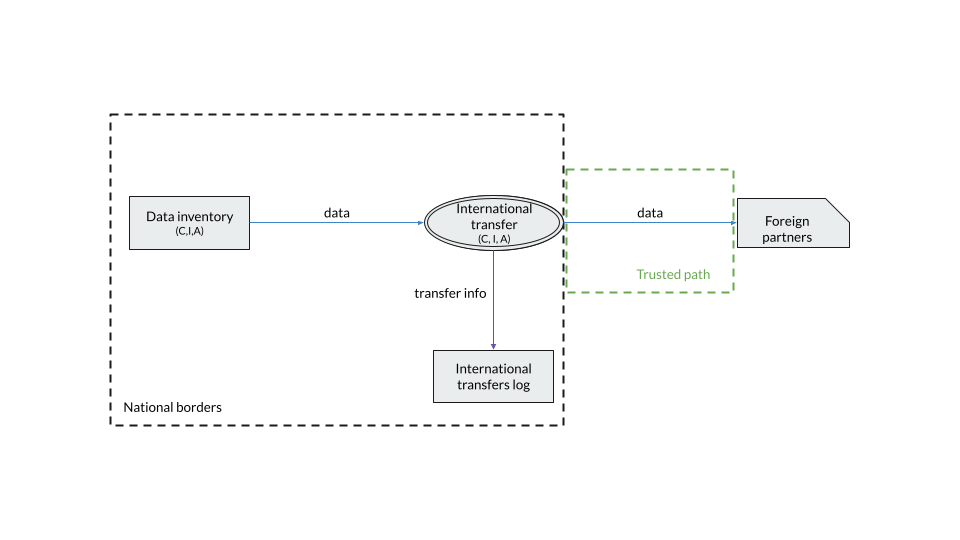 Data inventory
(C,I,A)
data
International
transfer
(C, I, A)
data
Foreign
partners
Trusted path
transfer info
International
transfers log
National borders